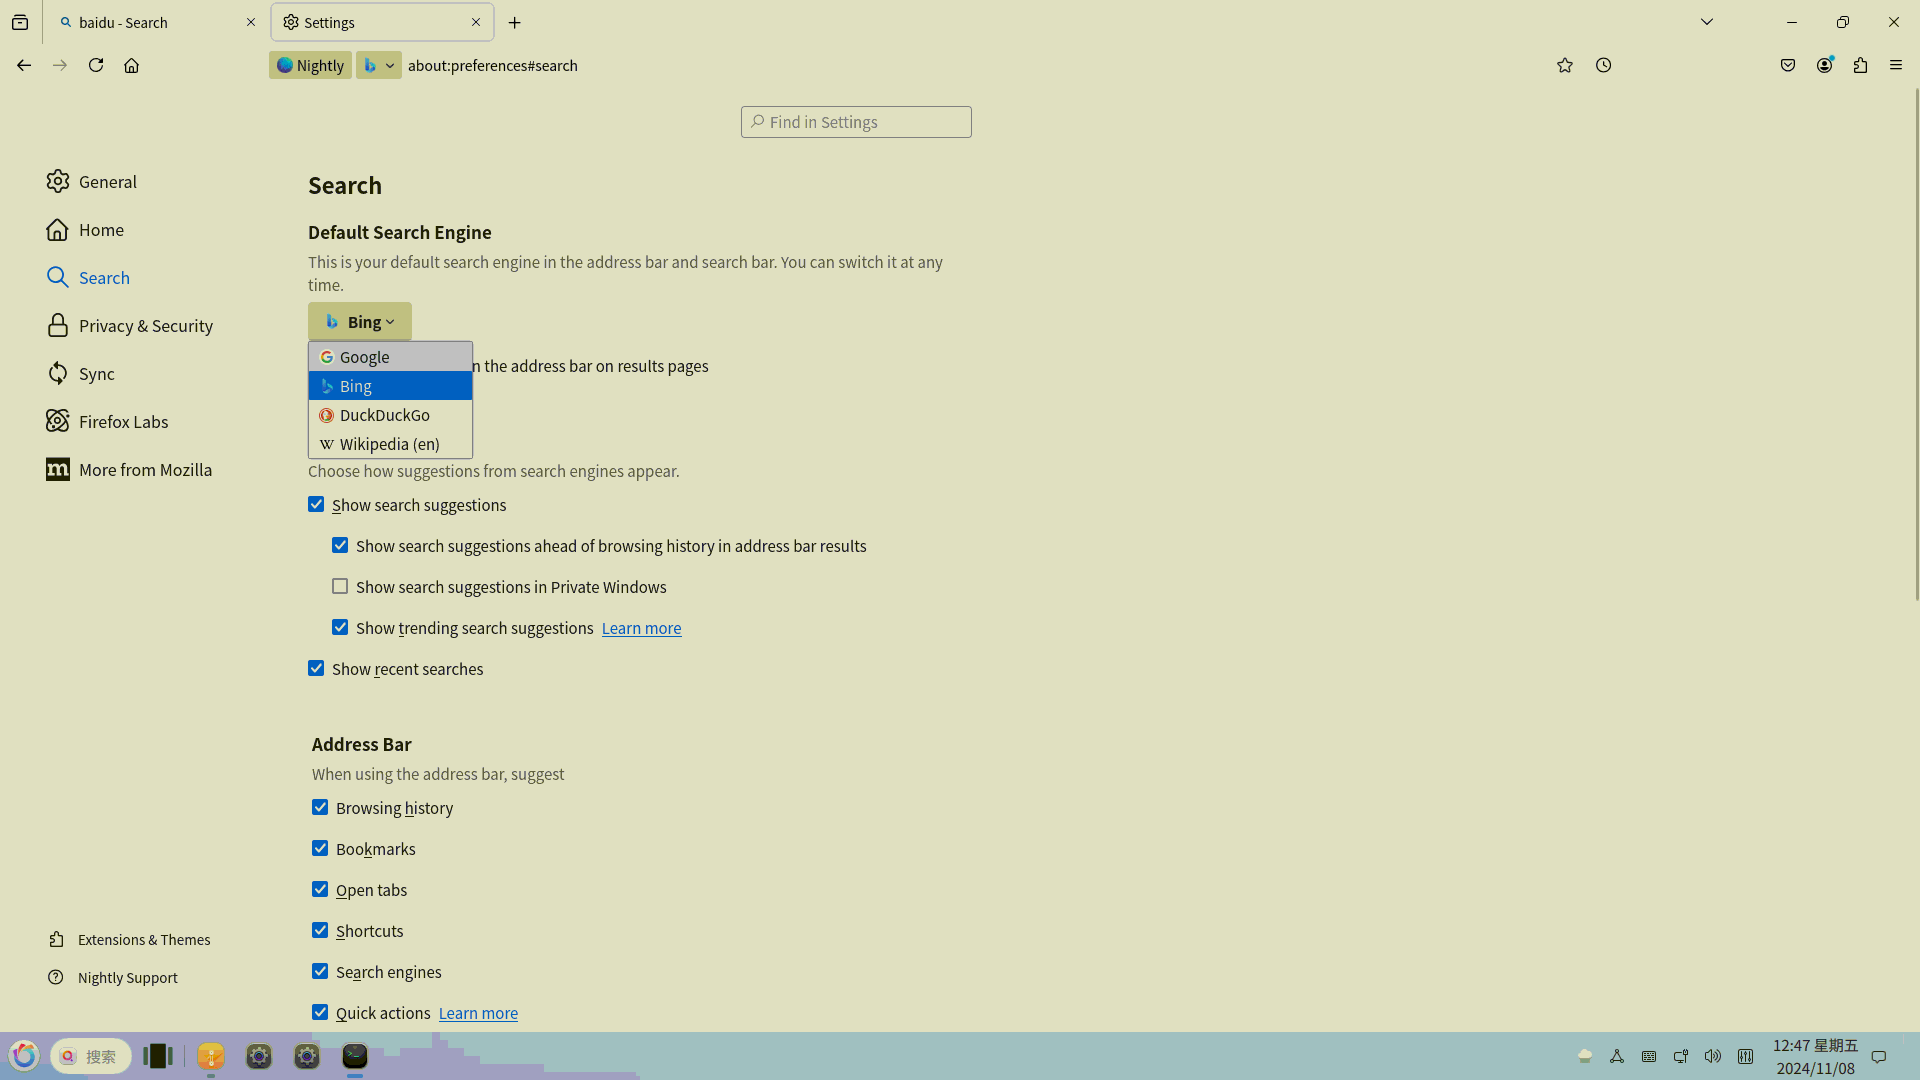 baidu - Search
Settings
Nightly
about:preferences#search
Find in Settings
General
Home
Search
Privacy & Security
Sync
Firefox Labs
More from Mozilla
Extensions & Themes
Nightly Support
Search
Default Search Engine
This is your default search engine in the address bar and search bar. You can switch it at any
time.
Bing
Google
n the address bar on results pages
Bing
DuckDuckGo
Wikipedia (en)
Choose how suggestions from search engines appear.
Show search suggestions
Show search suggestions ahead of browsing history in address bar results
Show search suggestions in Private Windows
Show trending search suggestions Learn more
Show recent searches
Address Bar
When using the address bar, suggest
Browsing history
Bookmarks
Open tabs
Shortcuts
Search engines
Quick actions Learn more
搜索
12:47 星期五
2024/11/08